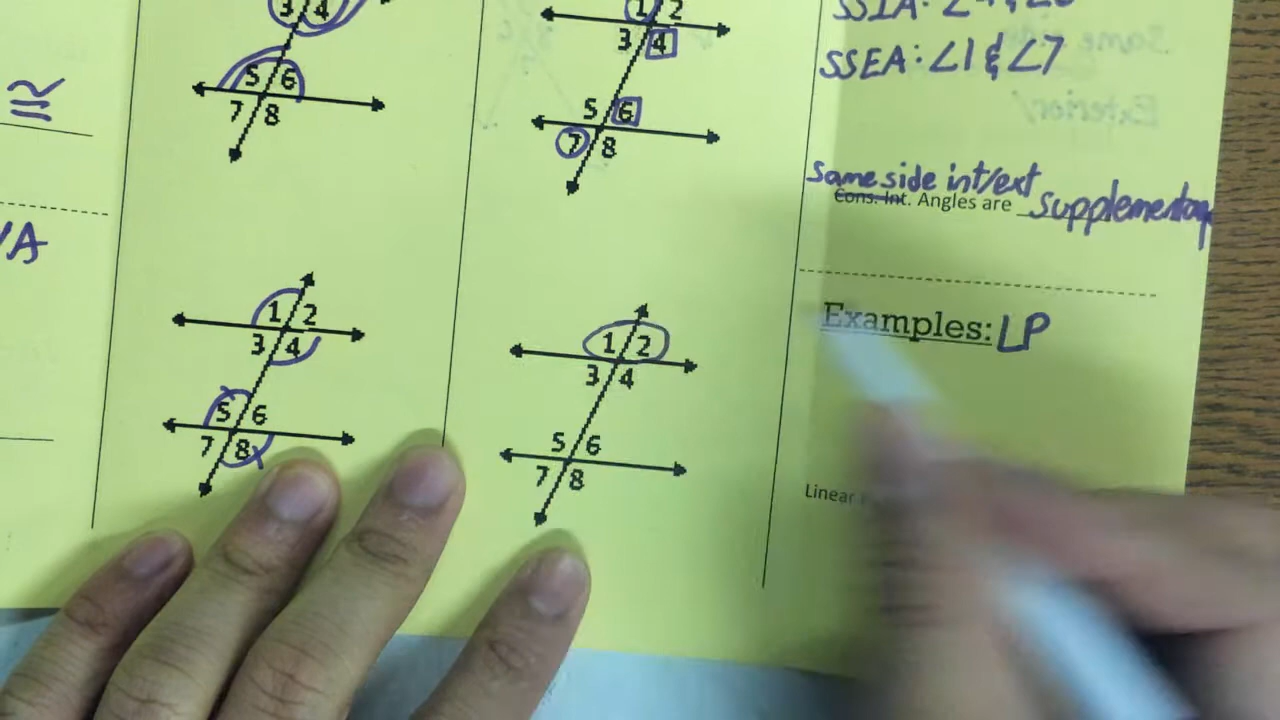 3 4
5 6
7 8
≅
/A
1 2
3 4
5 6
7 8
1 2
3 4
5 6
7 8
1 2
3 4
5 6
7 8
SSEA: ∠1 & ∠7
Same side int/ext
Cons. Int. Angles are supplementary
Examples: LP
Linear